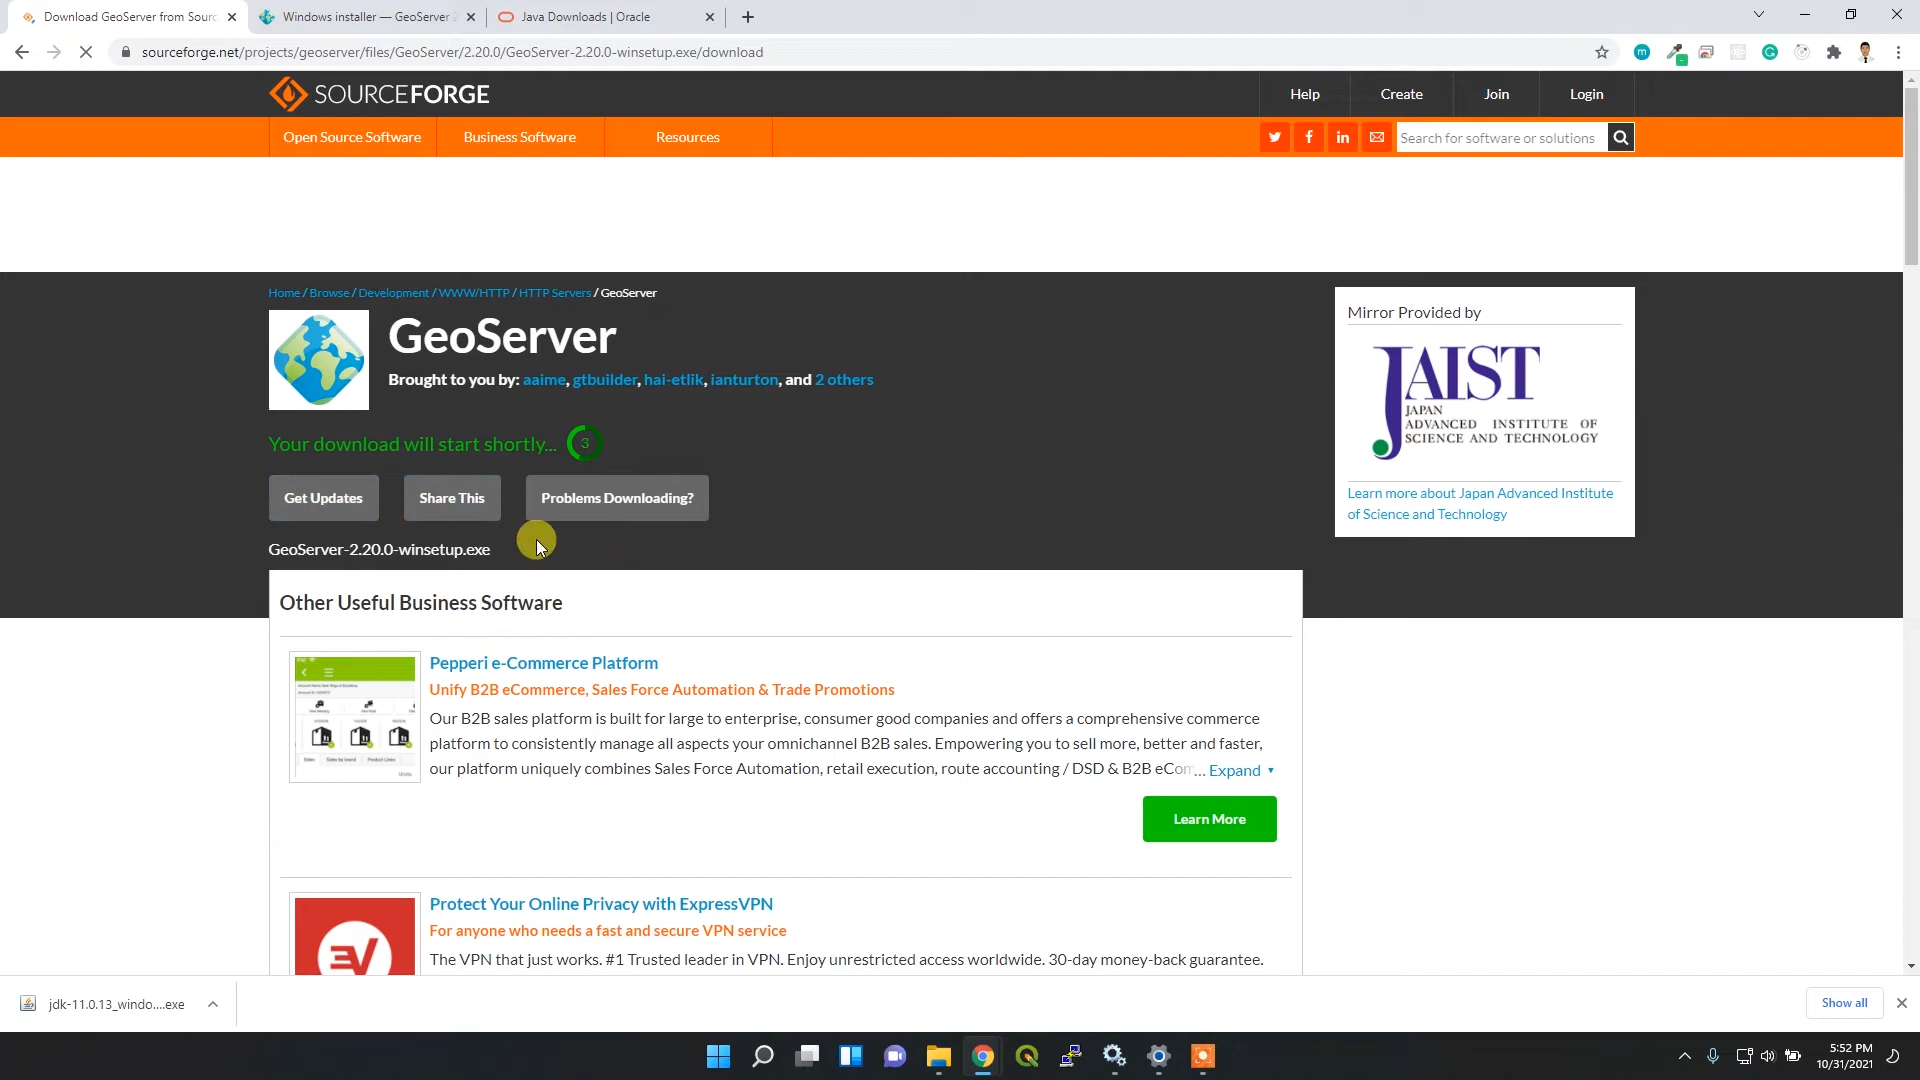 Download GeoServer from Sourc
Windows installer — GeoServer 2
Java Downloads | Oracle
sourceforge.net/projects/geoserver/files/GeoServer/2.20.0/GeoServer-2.20.0-winsetup.exe/download
SOURCEFORGE
Help
Create
Join
Login
Open Source Software
Business Software
Resources
Search for software or solutions
Home / Browse / Development / WWW/HTTP / HTTP Servers / GeoServer
GeoServer
Brought to you by: aaime, gtbuilder, hai-etlik, ianturton, and 2 others
Your download will start shortly... 3
Get Updates
Share This
Problems Downloading?
GeoServer-2.20.0-winsetup.exe
Mirror Provided by
JAIST
JAPAN
ADVANCED INSTITUTE OF
SCIENCE AND TECHNOLOGY
Learn more about Japan Advanced Institute
of Science and Technology
Other Useful Business Software
Pepperi e-Commerce Platform
Unify B2B eCommerce, Sales Force Automation & Trade Promotions
Our B2B sales platform is built for large to enterprise, consumer good companies and offers a comprehensive commerce
platform to consistently manage all aspects your omnichannel B2B sales. Empowering you to sell more, better and faster,
our platform uniquely combines Sales Force Automation, retail execution, route accounting / DSD & B2B eCom... Expand
Learn More
Protect Your Online Privacy with ExpressVPN
For anyone who needs a fast and secure VPN service
The VPN that just works. #1 Trusted leader in VPN. Enjoy unrestricted access worldwide. 30-day money-back guarantee.
jdk-11.0.13_windo....exe
Show all
5:52 PM
10/31/2021